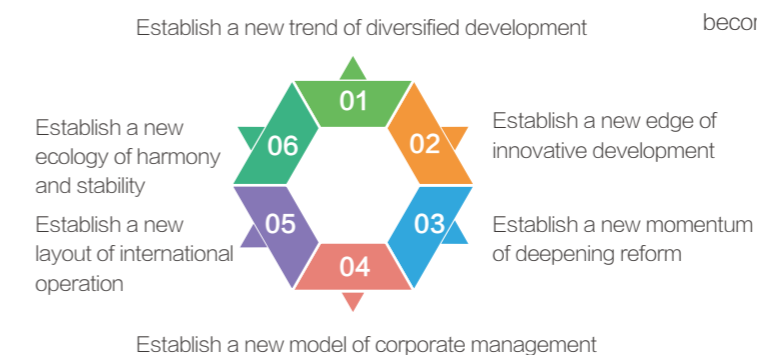 Establish a new trend of diversified development
01
02
Establish a new edge of
innovative development
03
Establish a new momentum
of deepening reform
04
Establish a new model of corporate management
05
Establish a new
layout of international
operation
06
Establish a new
ecology of harmony
and stability